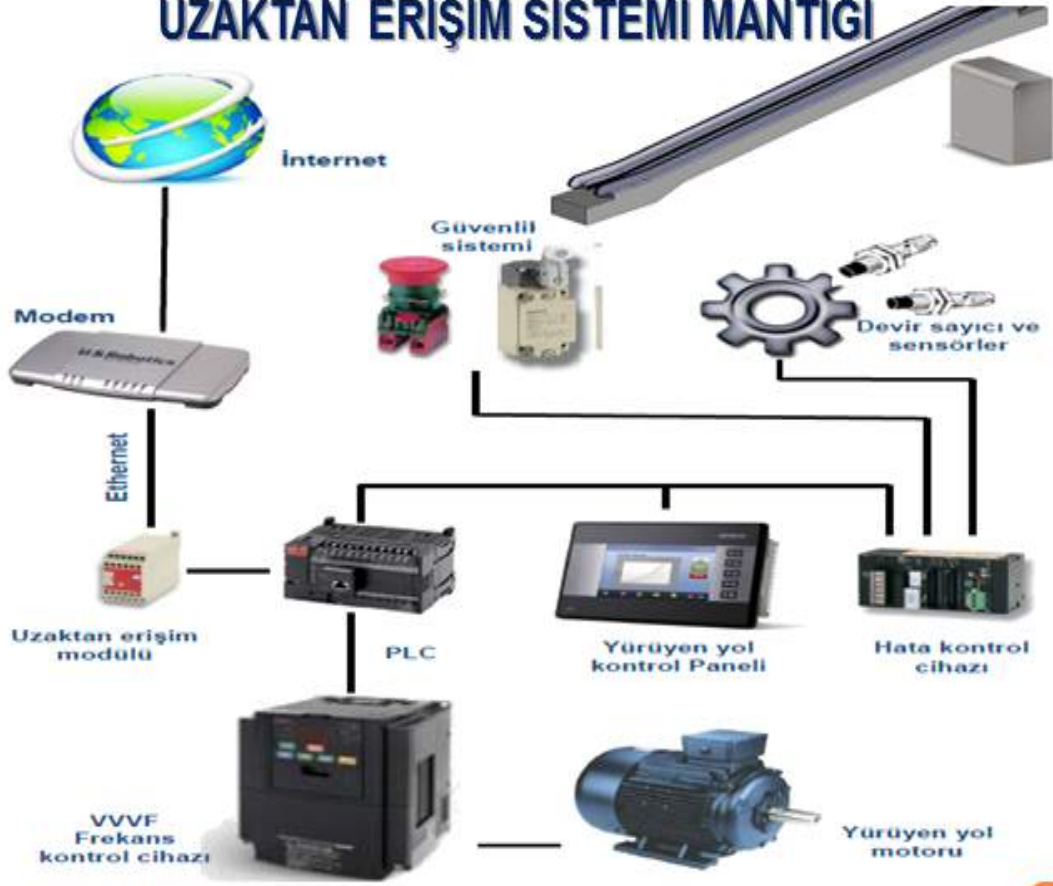 UZAKTAN ERİŞİM SİSTEMİ MANTIĞI
İnternet
Güvenlil
sistemi
Modem
U.S.Robotics
Devir sayıcı ve
sensörler
Ethernet
Uzaktan erişim
modülü
PLC
Yürüyen yol
kontrol Paneli
Hata kontrol
cihazı
VVVF
Frekans
kontrol cihazı
Yürüyen yol
motoru